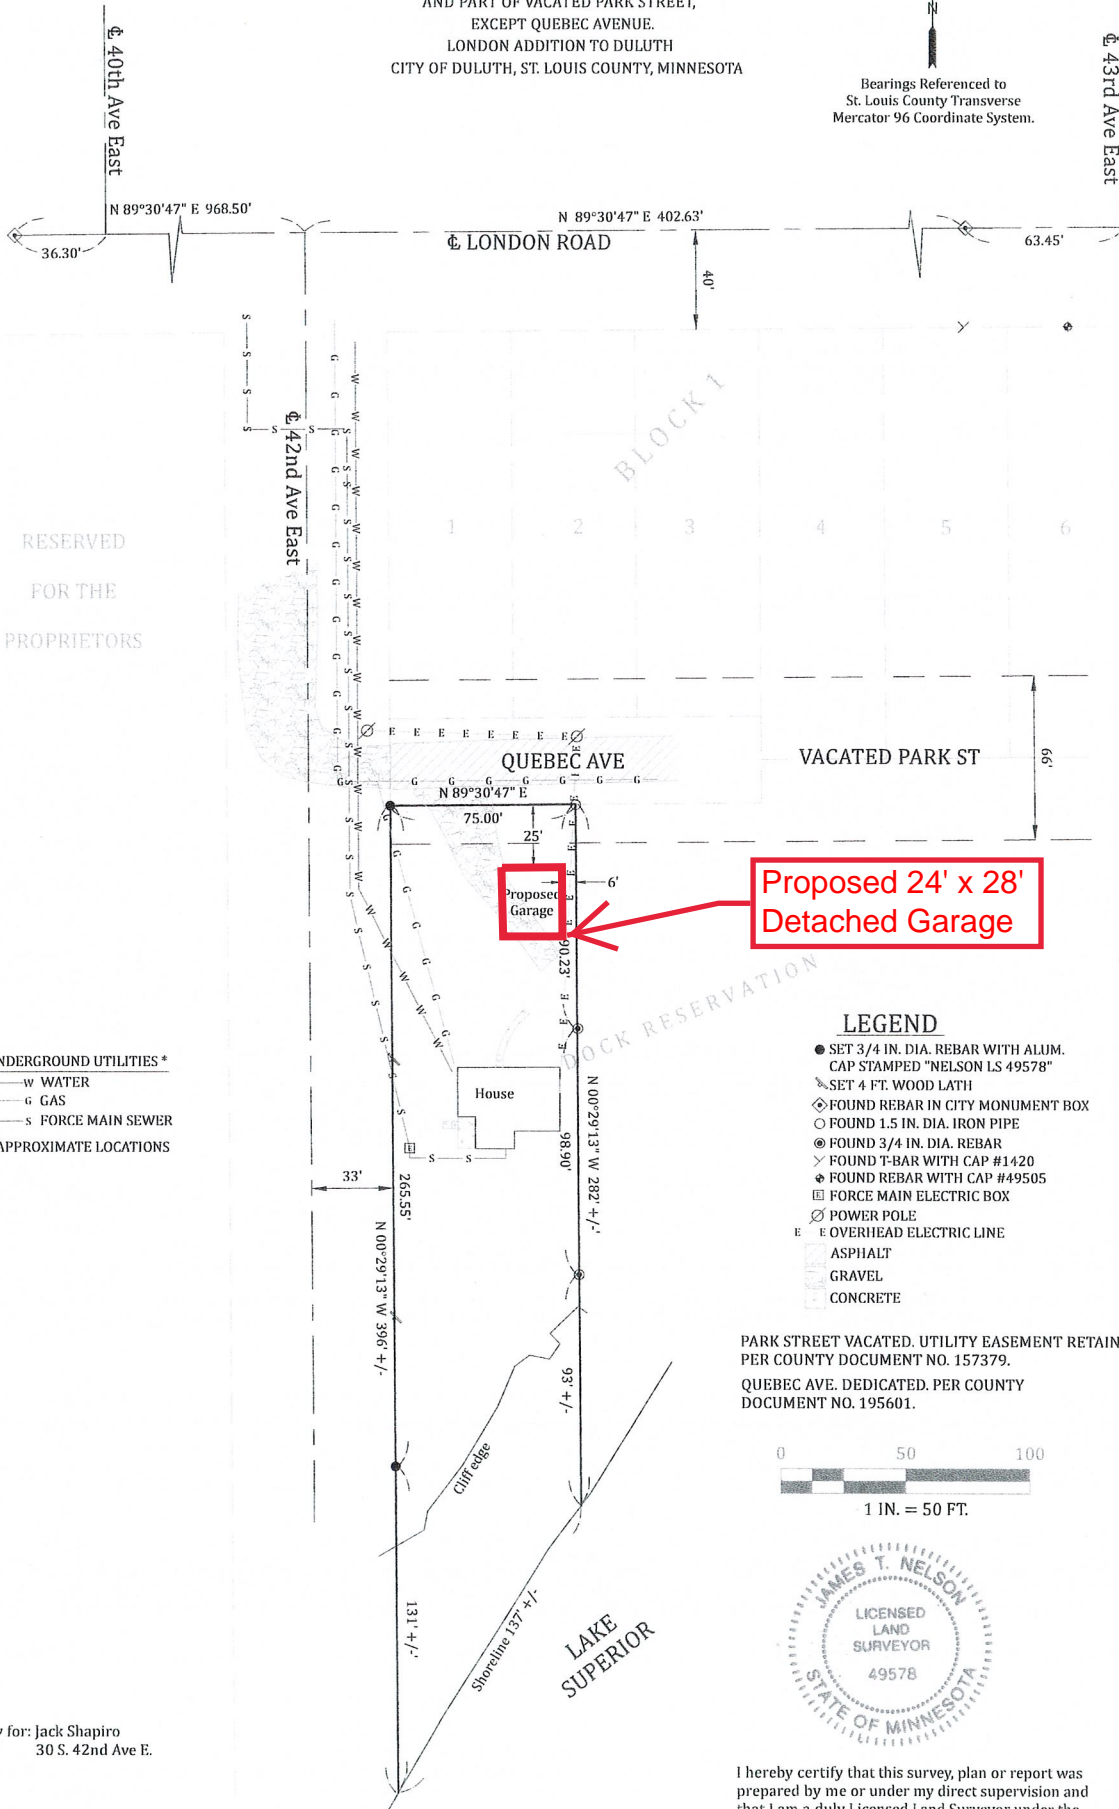 AND PART OF VACATED PARK STREET,
EXCEPT QUEBEC AVENUE.
LONDON ADDITION TO DULUTH
CITY OF DULUTH, ST. LOUIS COUNTY, MINNESOTA
N
Bearings Referenced to
St. Louis County Transverse
Mercator 96 Coordinate System.
℄ 40th Ave East
℄ 43rd Ave East
N 89°30'47" E 968.50'
N 89°30'47" E 402.63'
36.30'
℄ LONDON ROAD
63.45'
40'
℄ 42nd Ave East
BLOCK 1
1 2 3 4 5 6
RESERVED
FOR THE
PROPRIETORS
E E E E E E E E
QUEBEC AVE
VACATED PARK ST
66'
G G G G G G G
N 89°30'47" E
75.00'
25'
6'
Proposed
Garage
Proposed 24' x 28'
Detached Garage
90.23'
DOCK RESERVATION
House
98.90'
N 00°29'13" W 282' +/-
33'
265.55'
N 00°29'13" W 396' +/-
93' +/-
Cliff edge
131' +/-
Shoreline 137' +/-
LAKE
SUPERIOR
NDERGROUND UTILITIES *
W WATER
G GAS
S FORCE MAIN SEWER
APPROXIMATE LOCATIONS
LEGEND
SET 3/4 IN. DIA. REBAR WITH ALUM.
CAP STAMPED "NELSON LS 49578"
SET 4 FT. WOOD LATH
FOUND REBAR IN CITY MONUMENT BOX
FOUND 1.5 IN. DIA. IRON PIPE
FOUND 3/4 IN. DIA. REBAR
FOUND T-BAR WITH CAP #1420
FOUND REBAR WITH CAP #49505
E FORCE MAIN ELECTRIC BOX
POWER POLE
E E OVERHEAD ELECTRIC LINE
ASPHALT
GRAVEL
CONCRETE
PARK STREET VACATED. UTILITY EASEMENT RETAIN
PER COUNTY DOCUMENT NO. 157379.
QUEBEC AVE. DEDICATED. PER COUNTY
DOCUMENT NO. 195601.
0 50 100
1 IN. = 50 FT.
JAMES T. NELSON
LICENSED
LAND
SURVEYOR
49578
STATE OF MINNESOTA
y for: Jack Shapiro
30 S. 42nd Ave E.
I hereby certify that this survey, plan or report was
prepared by me or under my direct supervision and
that I am a duly Licensed Land Surveyor under the